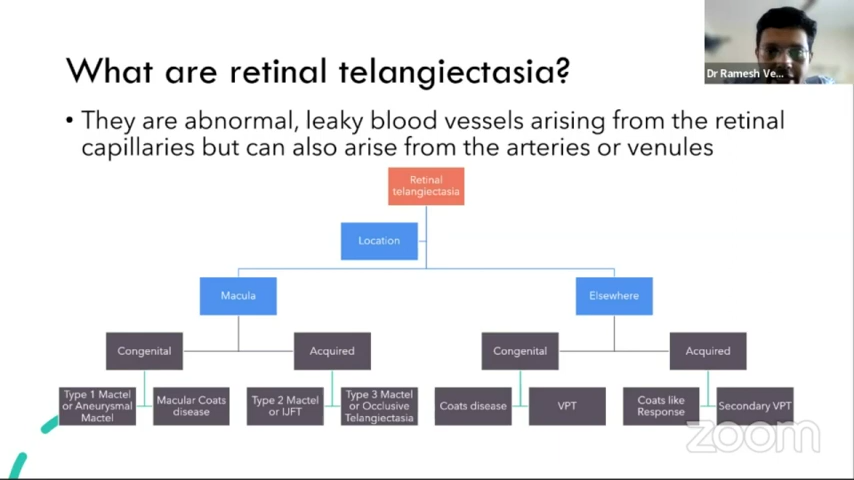 What are retinal telangiectasia?
Dr Ramesh Ve...
• They are abnormal, leaky blood vessels arising from the retinal
capillaries but can also arise from the arteries or venules
Retinal
telangiectasia
Location
Macula
Elsewhere
Congenital
Acquired
Congenital
Acquired
Type 1 Mactel
or Aneurysmal
Mactel
Macular Coats
disease
Type 2 Mactel
or IJFT
Type 3 Mactel
or Occlusive
Telangiectasia
Coats disease
VPT
Coats like
Response
Secondary VPT
zoom